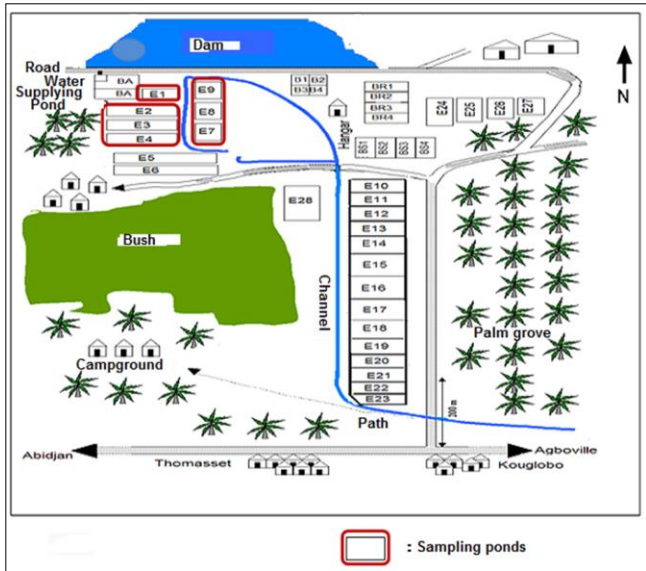 Dam
Road
Water
Supplying
Pond
N
BA
BA
E1
E2
E3
E4
E5
E6
E9
E8
E7
B1 B2
B3 B4
Hangar
BR1
BR2
BR3
BR4
BS1
BS2
BS3
BS4
E24
E25
E26
E27
E28
Bush
Channel
E10
E11
E12
E13
E14
E15
E16
E17
E18
E19
E20
E21
E22
E23
Palm grove
Campground
Path
200 m
Abidjan
Thomasset
Kouglobo
Agboville
: Sampling ponds